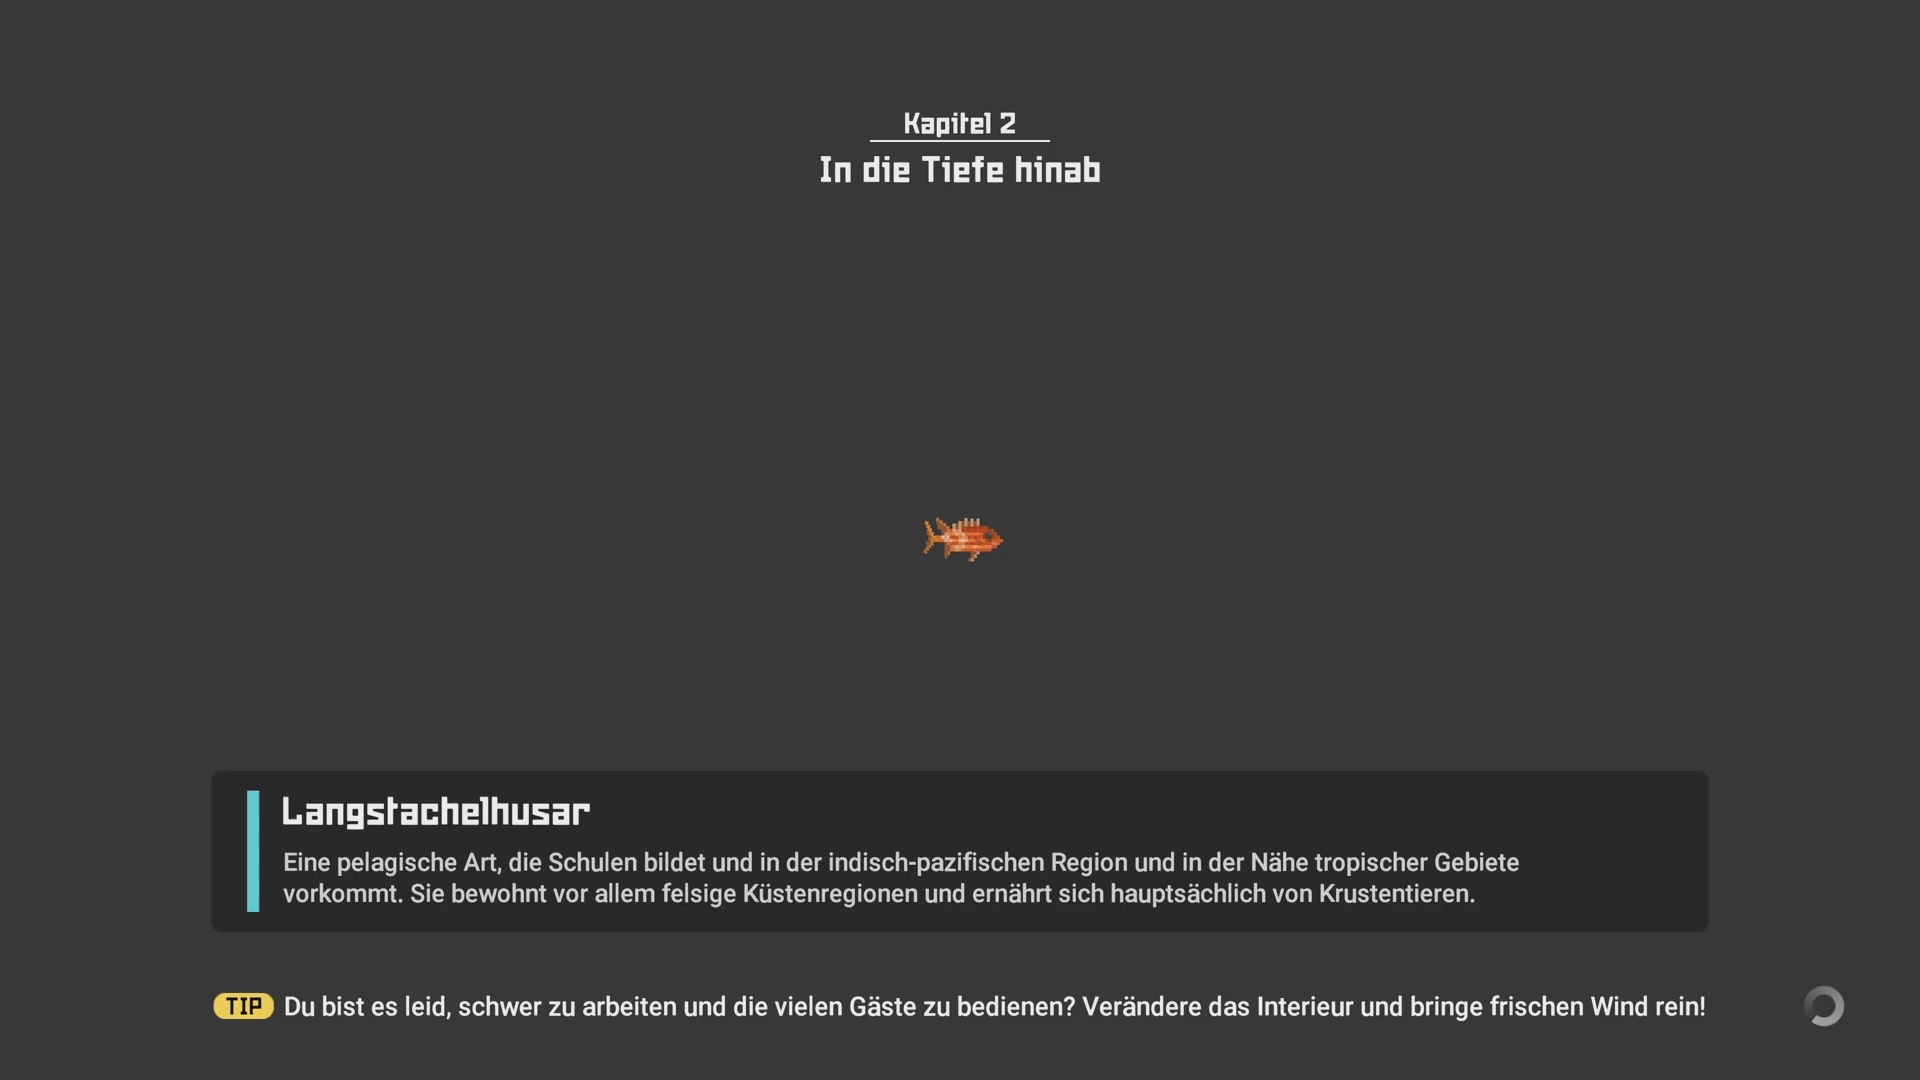 Kapitel 2
In die Tiefe hinab
Langstachelhusar
Eine pelagische Art, die Schulen bildet und in der indisch-pazifischen Region und in der Nähe tropischer Gebiete
vorkommt. Sie bewohnt vor allem felsige Küstenregionen und ernährt sich hauptsächlich von Krustentieren.
TIP Du bist es leid, schwer zu arbeiten und die vielen Gäste zu bedienen? Verändere das Interieur und bringe frischen Wind rein!